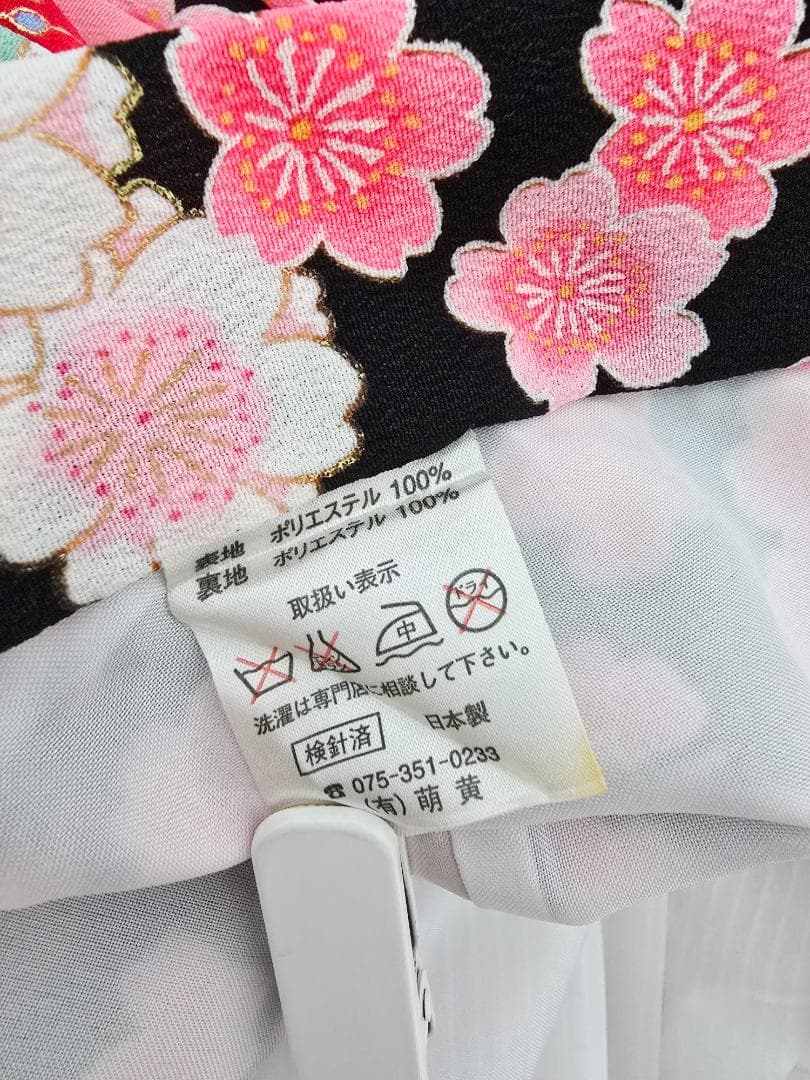 表地 ポリエステル 100%
裏地 ポリエステル 100%
取扱い表示
中 ドライ
洗濯は専門店に相談して下さい。
検針済 日本製
☎ 075-351-0233
(有) 萌黄